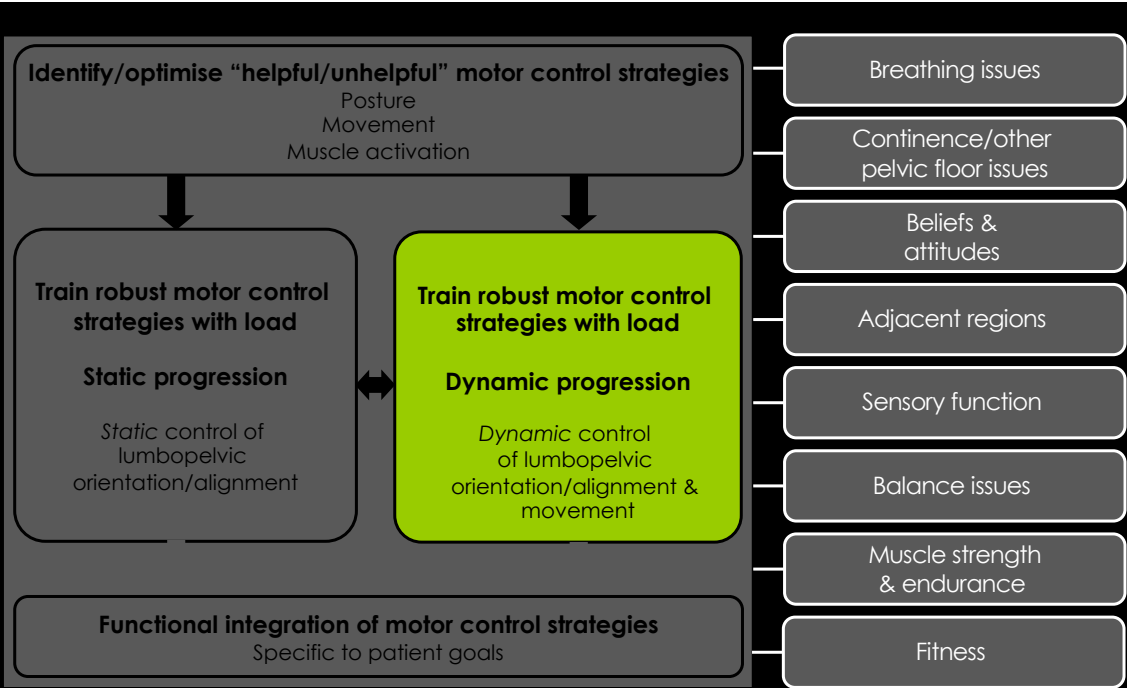 Identify/optimise “helpful/unhelpful” motor control strategies
Posture
Movement
Muscle activation
Train robust motor control
strategies with load
Static progression
Static control of
lumbopelvic
orientation/alignment
Train robust motor control
strategies with load
Dynamic progression
Dynamic control
of lumbopelvic
orientation/alignment &
movement
Functional integration of motor control strategies
Specific to patient goals
Breathing issues
Continence/other
pelvic floor issues
Beliefs &
attitudes
Adjacent regions
Sensory function
Balance issues
Muscle strength
& endurance
Fitness